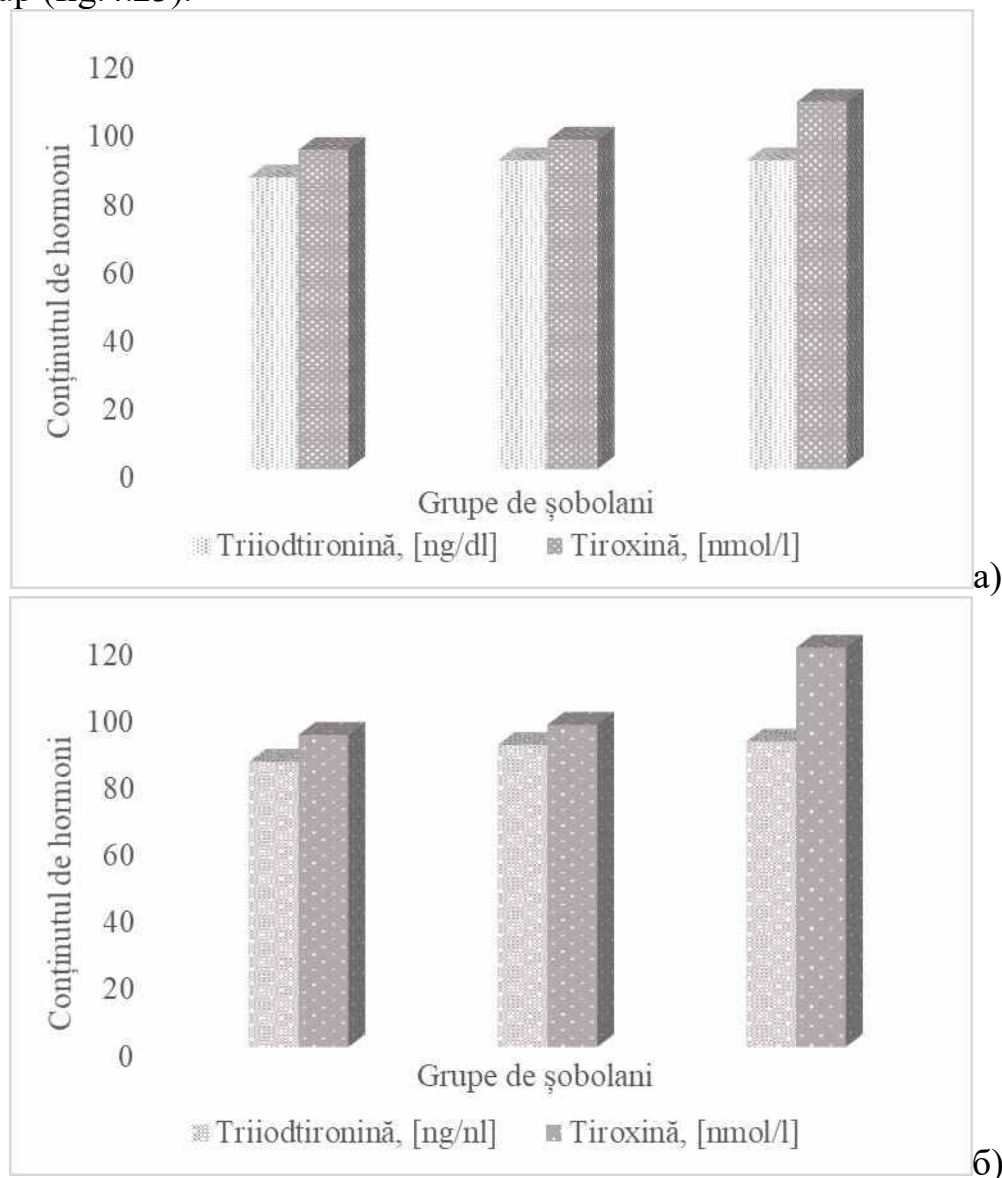 120
100
80
60
40
20
0
Conținutul de hormoni
Grupe de șobolani
Triiodtironină, [ng/dl] Tiroxină, [nmol/l]
а)
120
100
80
60
40
20
0
Conținutul de hormoni
Grupe de șobolani
Triiodtironină, [ng/nl] Tiroxină, [nmol/l]
б)